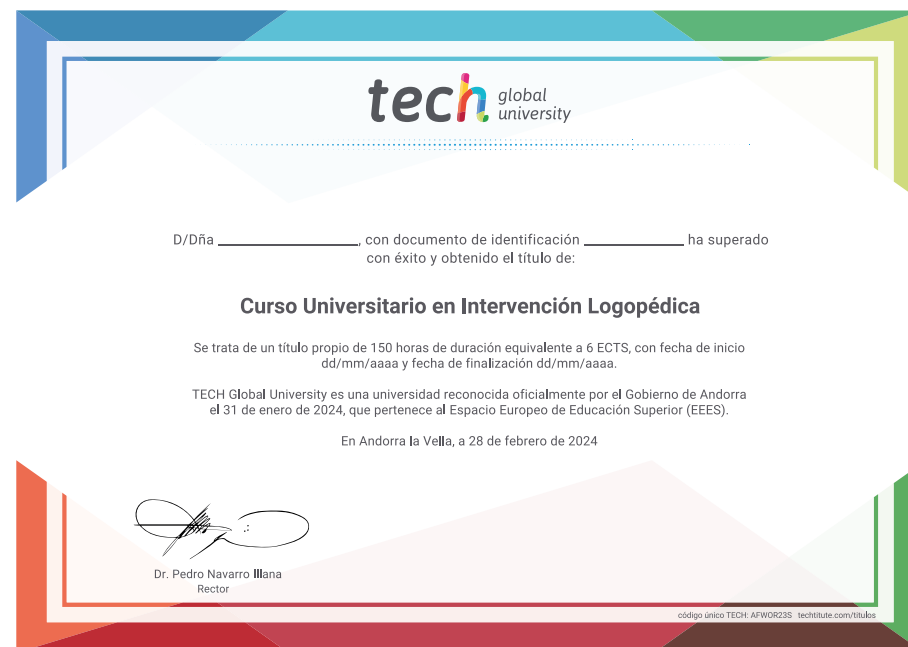 tech global university
D/Dña ____________________, con documento de identificación ______________ ha superado
con éxito y obtenido el título de:
Curso Universitario en Intervención Logopédica
Se trata de un título propio de 150 horas de duración equivalente a 6 ECTS, con fecha de inicio
dd/mm/aaaa y fecha de finalización dd/mm/aaaa.
TECH Global University es una universidad reconocida oficialmente por el Gobierno de Andorra
el 31 de enero de 2024, que pertenece al Espacio Europeo de Educación Superior (EEES).
En Andorra la Vella, a 28 de febrero de 2024
Dr. Pedro Navarro Illana
Rector
código único TECH: AFWOR23S techtitute.com/titulos